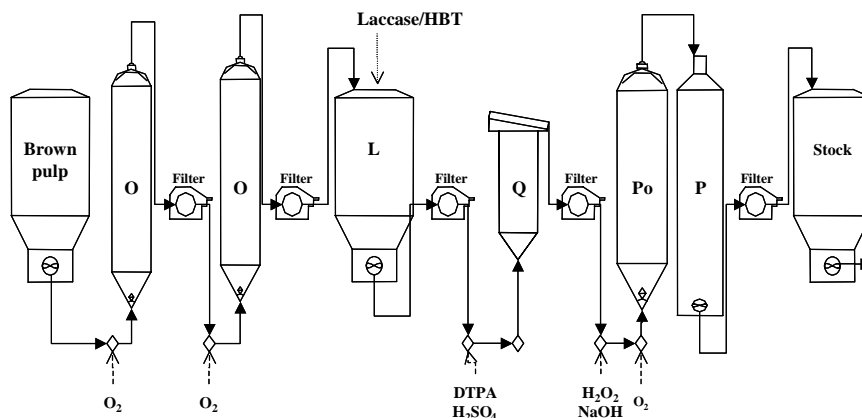 Laccase/HBT
Brown
pulp
O
Filter
O
Filter
L
Filter
Q
Filter
Po
P
Filter
Stock
O₂
O₂
DTPA
H₂SO₄
H₂O₂
NaOH
O₂